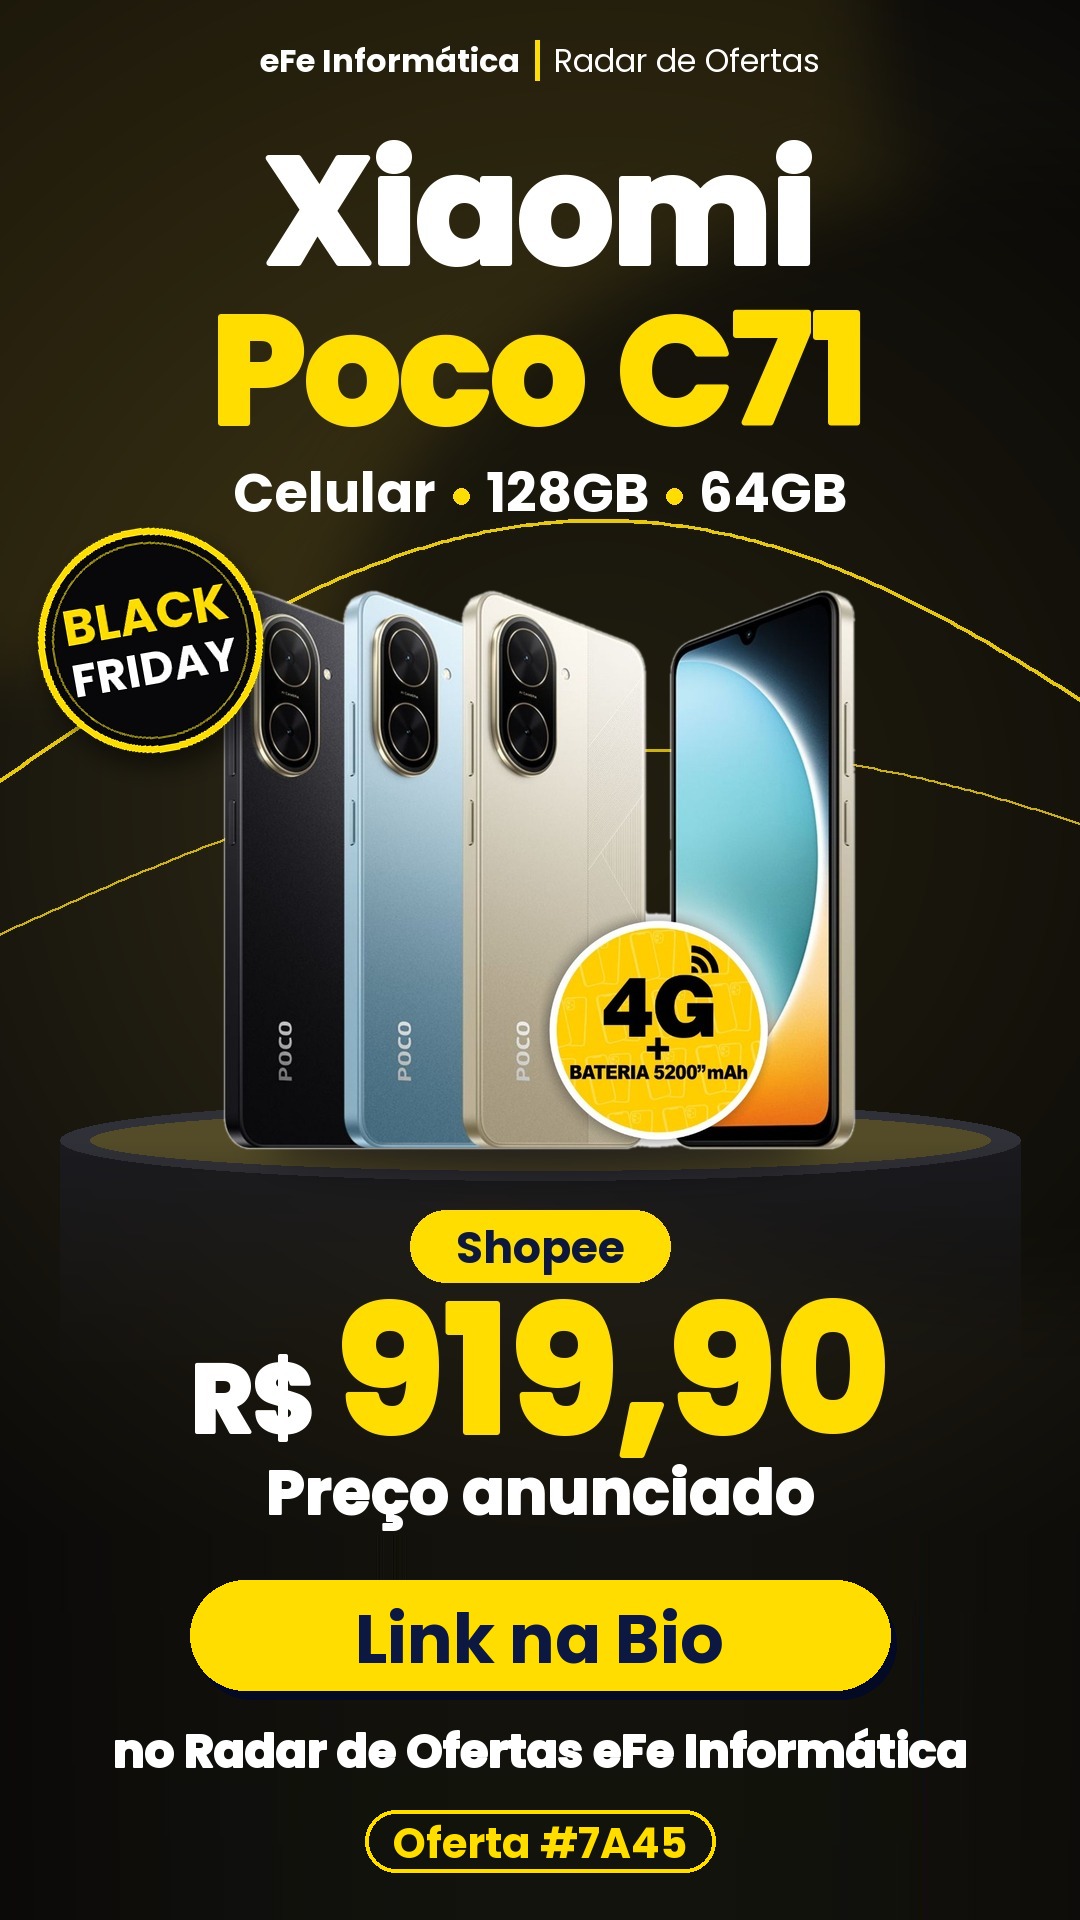 eFe Informática | Radar de Ofertas
Xiaomi
Poco C71
Celular • 128GB • 64GB
BLACK
FRIDAY
POCO
POCO
POCO
4G
+
BATERIA 5200”mAh
Shopee
R$ 919,90
Preço anunciado
Link na Bio
no Radar de Ofertas eFe Informática
Oferta #7A45